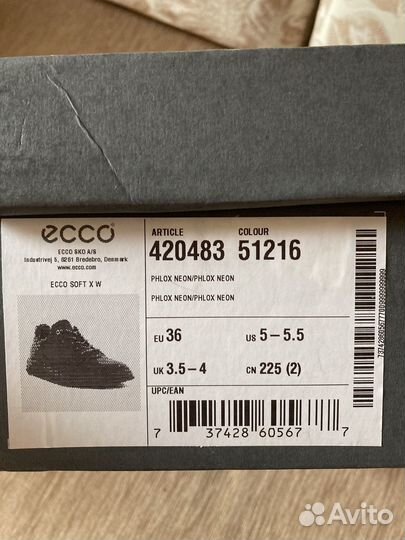 ecco
ECCO SKO A/S
Industrivej 5, 6261 Bredebro, Denmark
www.ecco.com
ECCO SOFT X W
ARTICLE COLOUR
420483 51216
PHLOX NEON/PHLOX NEON
PHLOX NEON/PHLOX NEON
EU 36 US 5-5.5
UK 3.5-4 CN 225 (2)
UPC/EAN
7 37428 60567 7
Avito